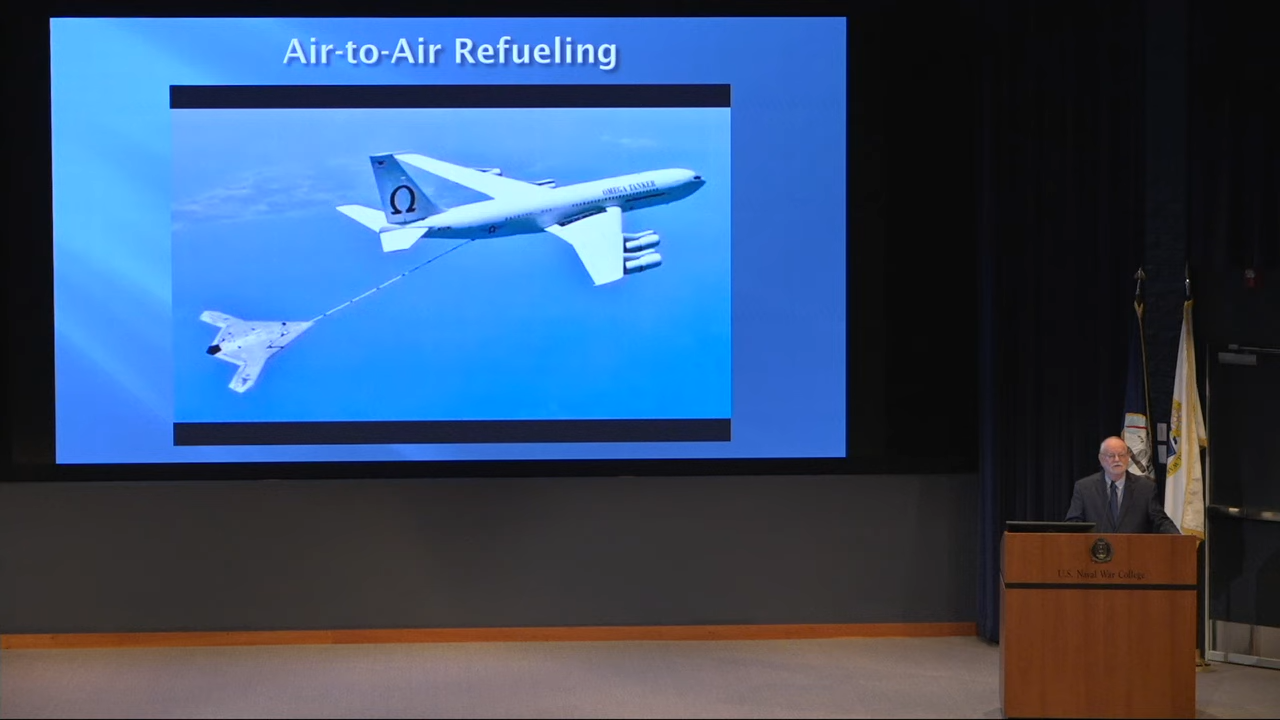 Air-to-Air Refueling
Ω
OMEGA TANKER
U.S. Naval War College